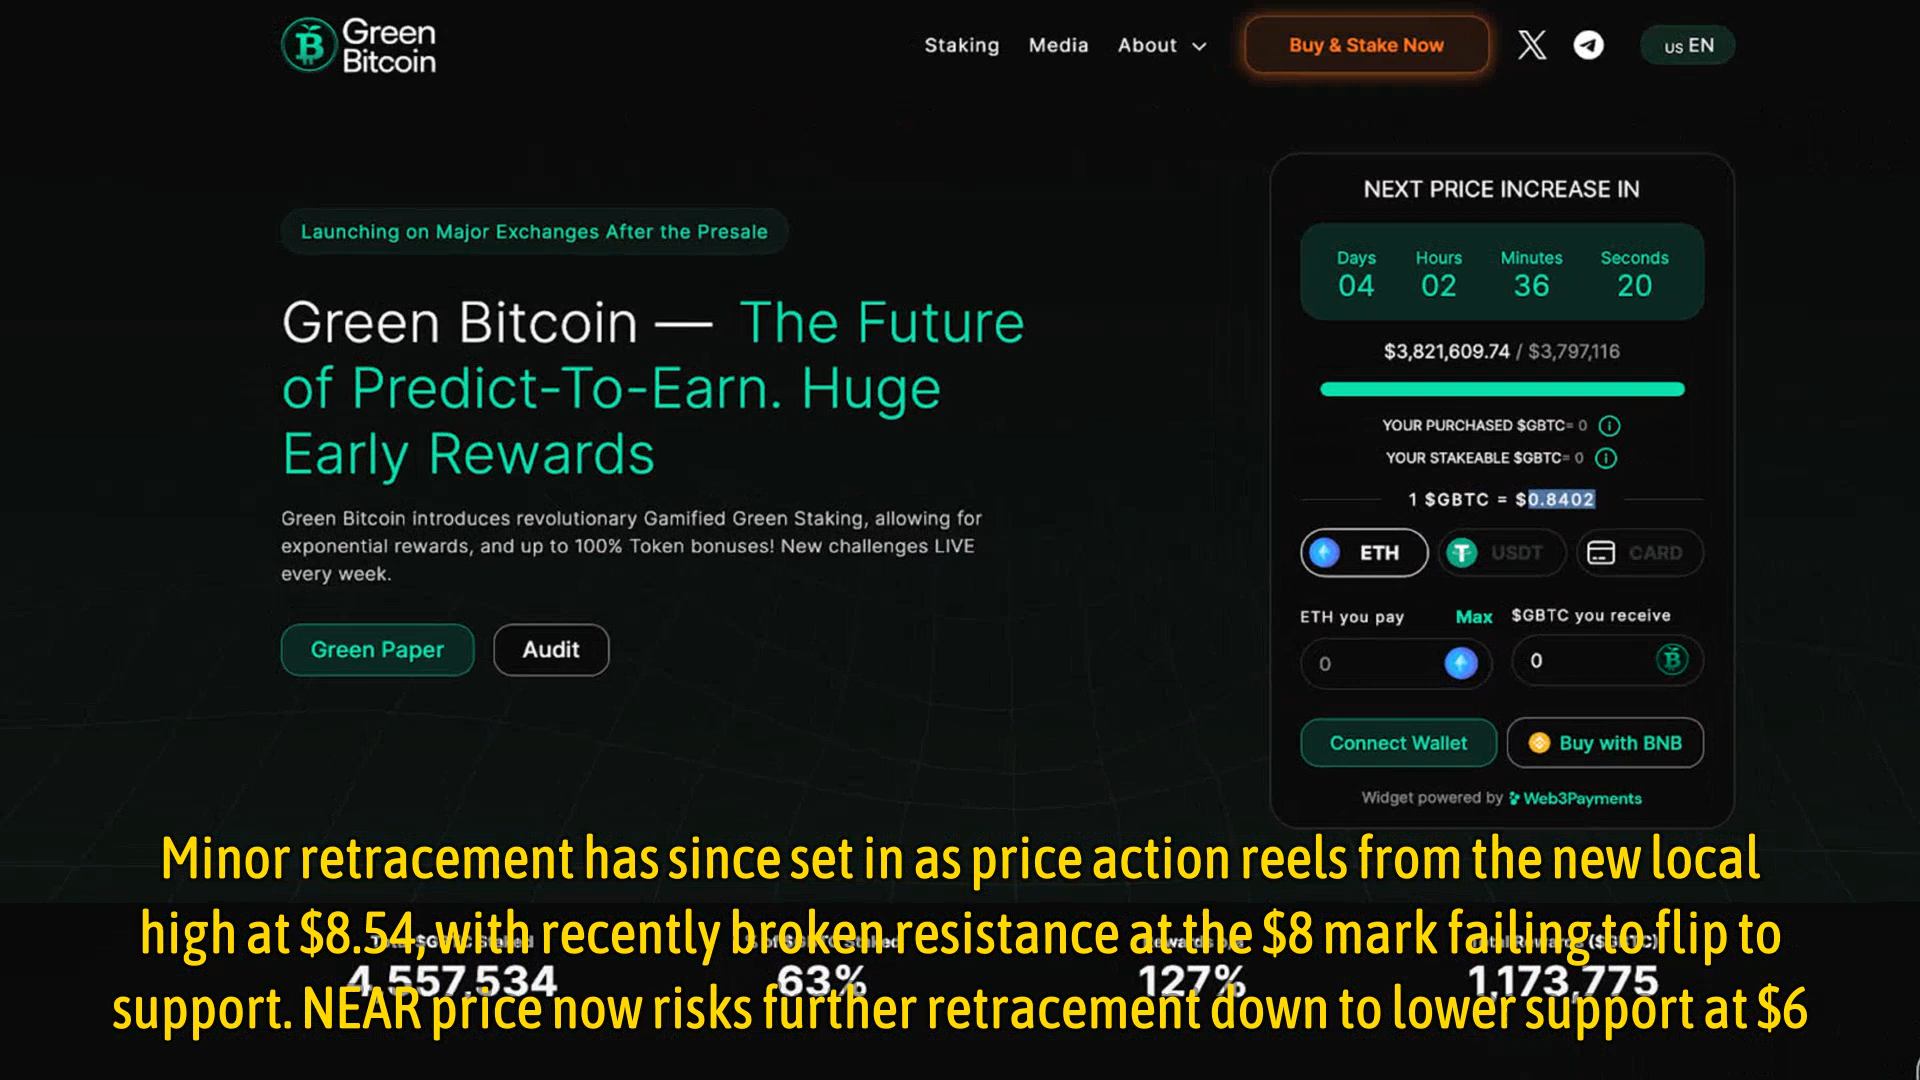 Green
Bitcoin
Staking Media About Buy & Stake Now US EN
Launching on Major Exchanges After the Presale
Green Bitcoin — The Future
of Predict-To-Earn. Huge
Early Rewards
Green Bitcoin introduces revolutionary Gamified Green Staking, allowing for
exponential rewards, and up to 100% Token bonuses! New challenges LIVE
every week.
Green Paper Audit
NEXT PRICE INCREASE IN
Days Hours Minutes Seconds
04 02 36 20
$3,821,609.74 / $3,797,116
YOUR PURCHASED $GBTC= 0
YOUR STAKEABLE $GBTC= 0
1 $GBTC = $0.8402
ETH USDT CARD
ETH you pay Max $GBTC you receive
0 0
Connect Wallet Buy with BNB
Widget powered by Web3Payments
4,557,534 63% 127% 1,173,775
Minor retracement has since set in as price action reels from the new local
high at $8.54, with recently broken resistance at the $8 mark failing to flip to
support. NEAR price now risks further retracement down to lower support at $6